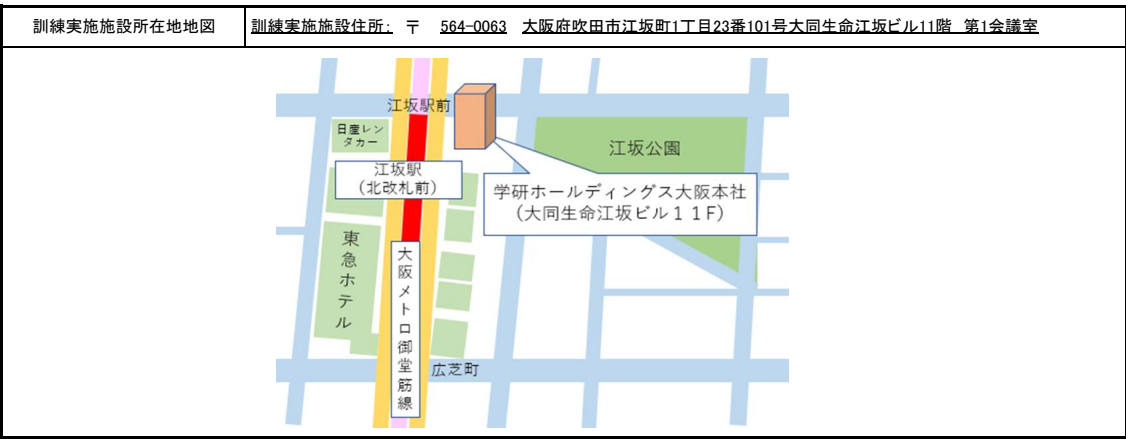 訓練実施施設所在地地図
訓練実施施設住所: 〒 564-0063 大阪府吹田市江坂町1丁目23番101号大同生命江坂ビル11階 第1会議室
江坂駅前
日産レン
タカー
江坂公園
江坂駅
（北改札前）
学研ホールディングス大阪本社
（大同生命江坂ビル１１F）
東急ホテル
大阪メトロ御堂筋線
広芝町